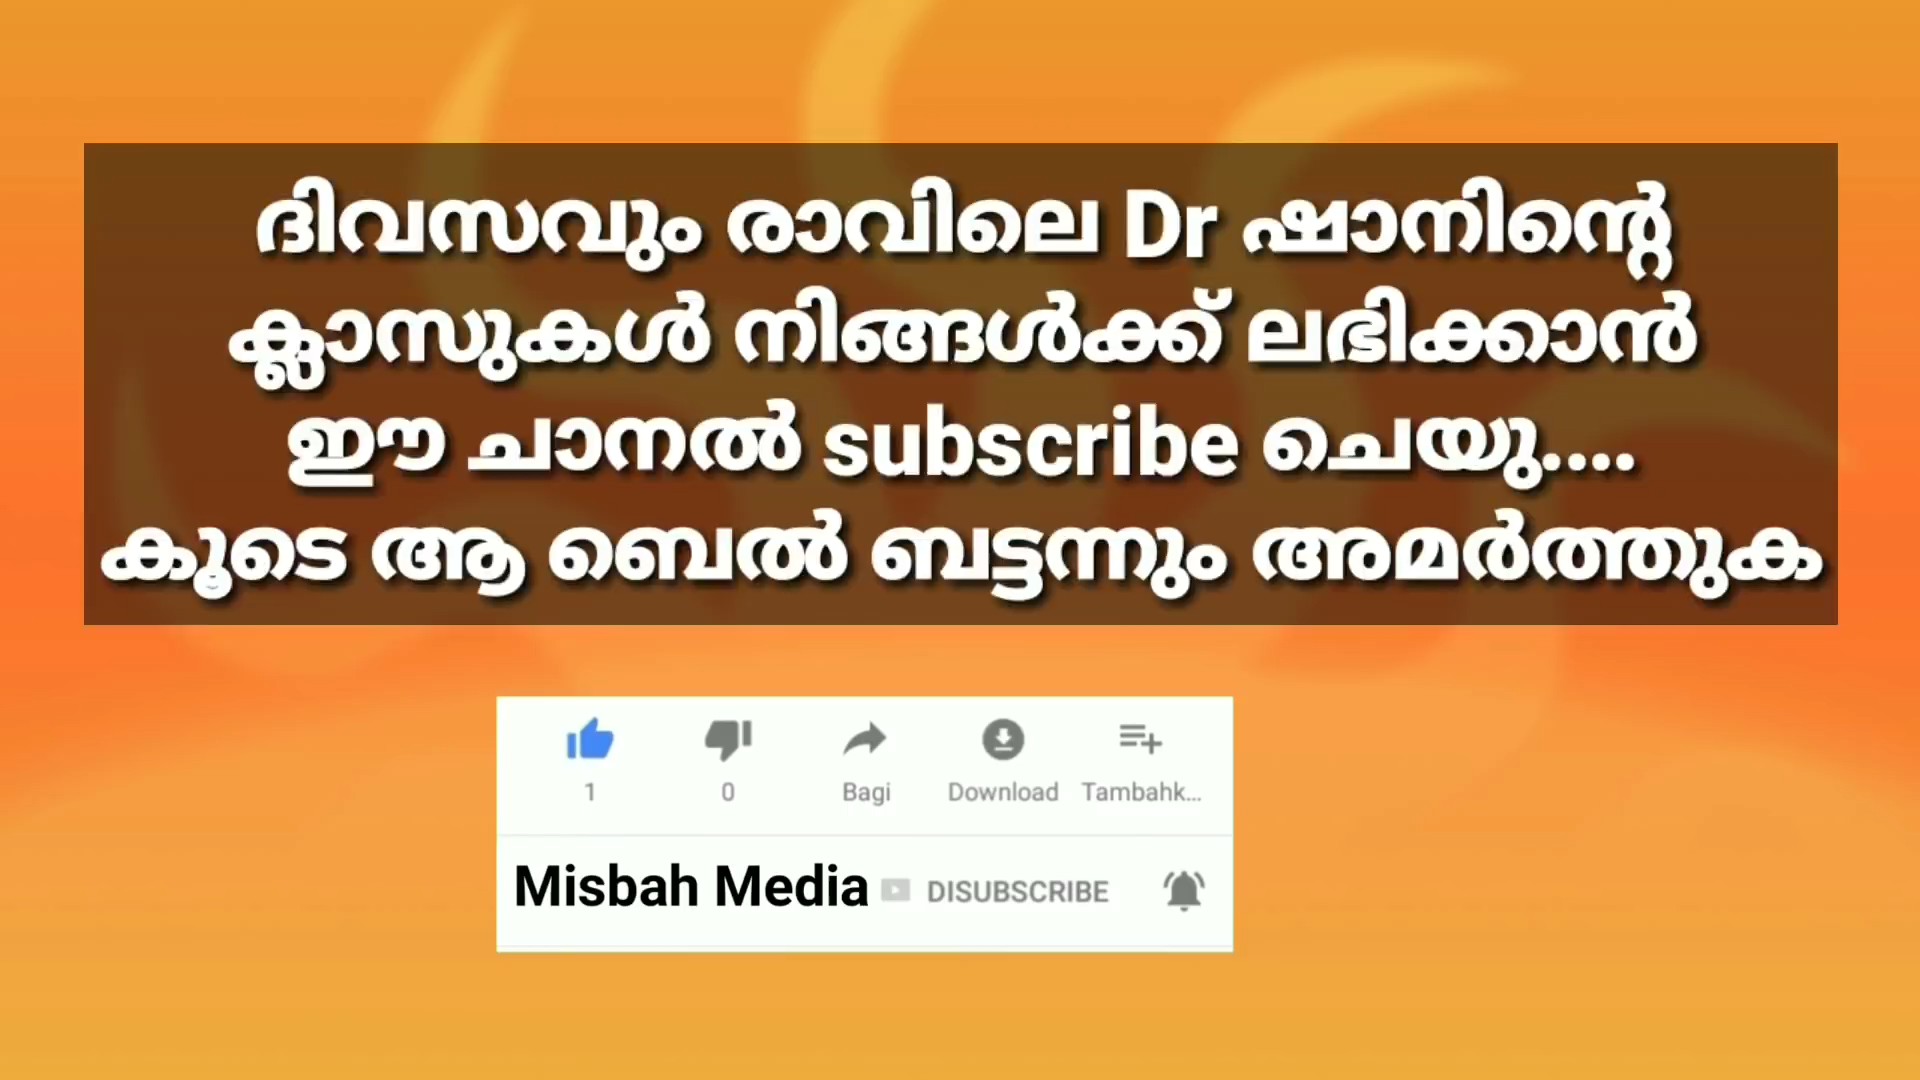 ദിവസവും രാവിലെ Dr ഷാനിന്റെ
ക്ലാസുകൾ നിങ്ങൾക്ക് ലഭിക്കാൻ
ഈ ചാനൽ subscribe ചെയു....
കൂടെ ആ ബെൽ ബട്ടന്നും അമർത്തുക
1 0 Bagi Download Tambahk...
Misbah Media DISUBSCRIBE